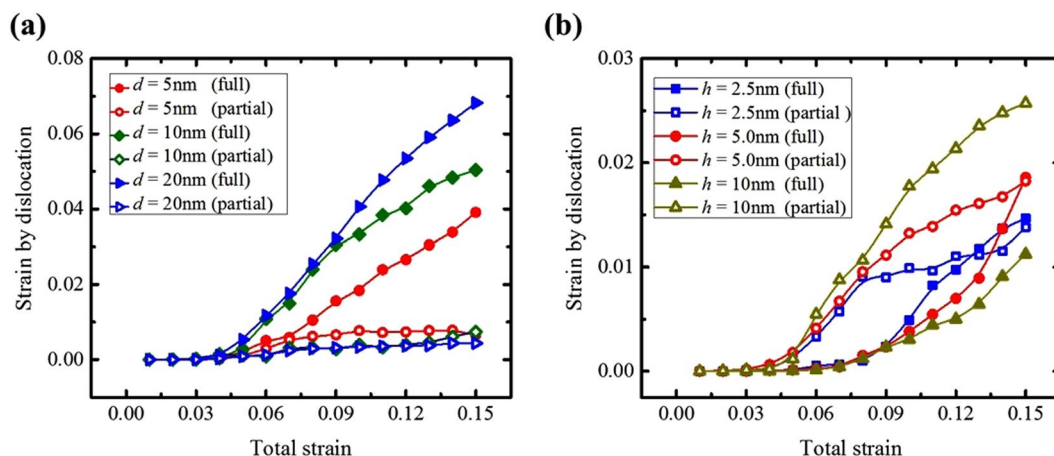 (a)
0.08
0.06
0.04
0.02
0.00
Strain by dislocation
d = 5nm (full)
d = 5nm (partial)
d = 10nm (full)
d = 10nm (partial)
d = 20nm (full)
d = 20nm (partial)
0.00 0.03 0.06 0.09 0.12 0.15
Total strain
(b)
0.03
0.02
0.01
0.00
Strain by dislocation
h = 2.5nm (full)
h = 2.5nm (partial )
h = 5.0nm (full)
h = 5.0nm (partial)
h = 10nm (full)
h = 10nm (partial)
0.00 0.03 0.06 0.09 0.12 0.15
Total strain